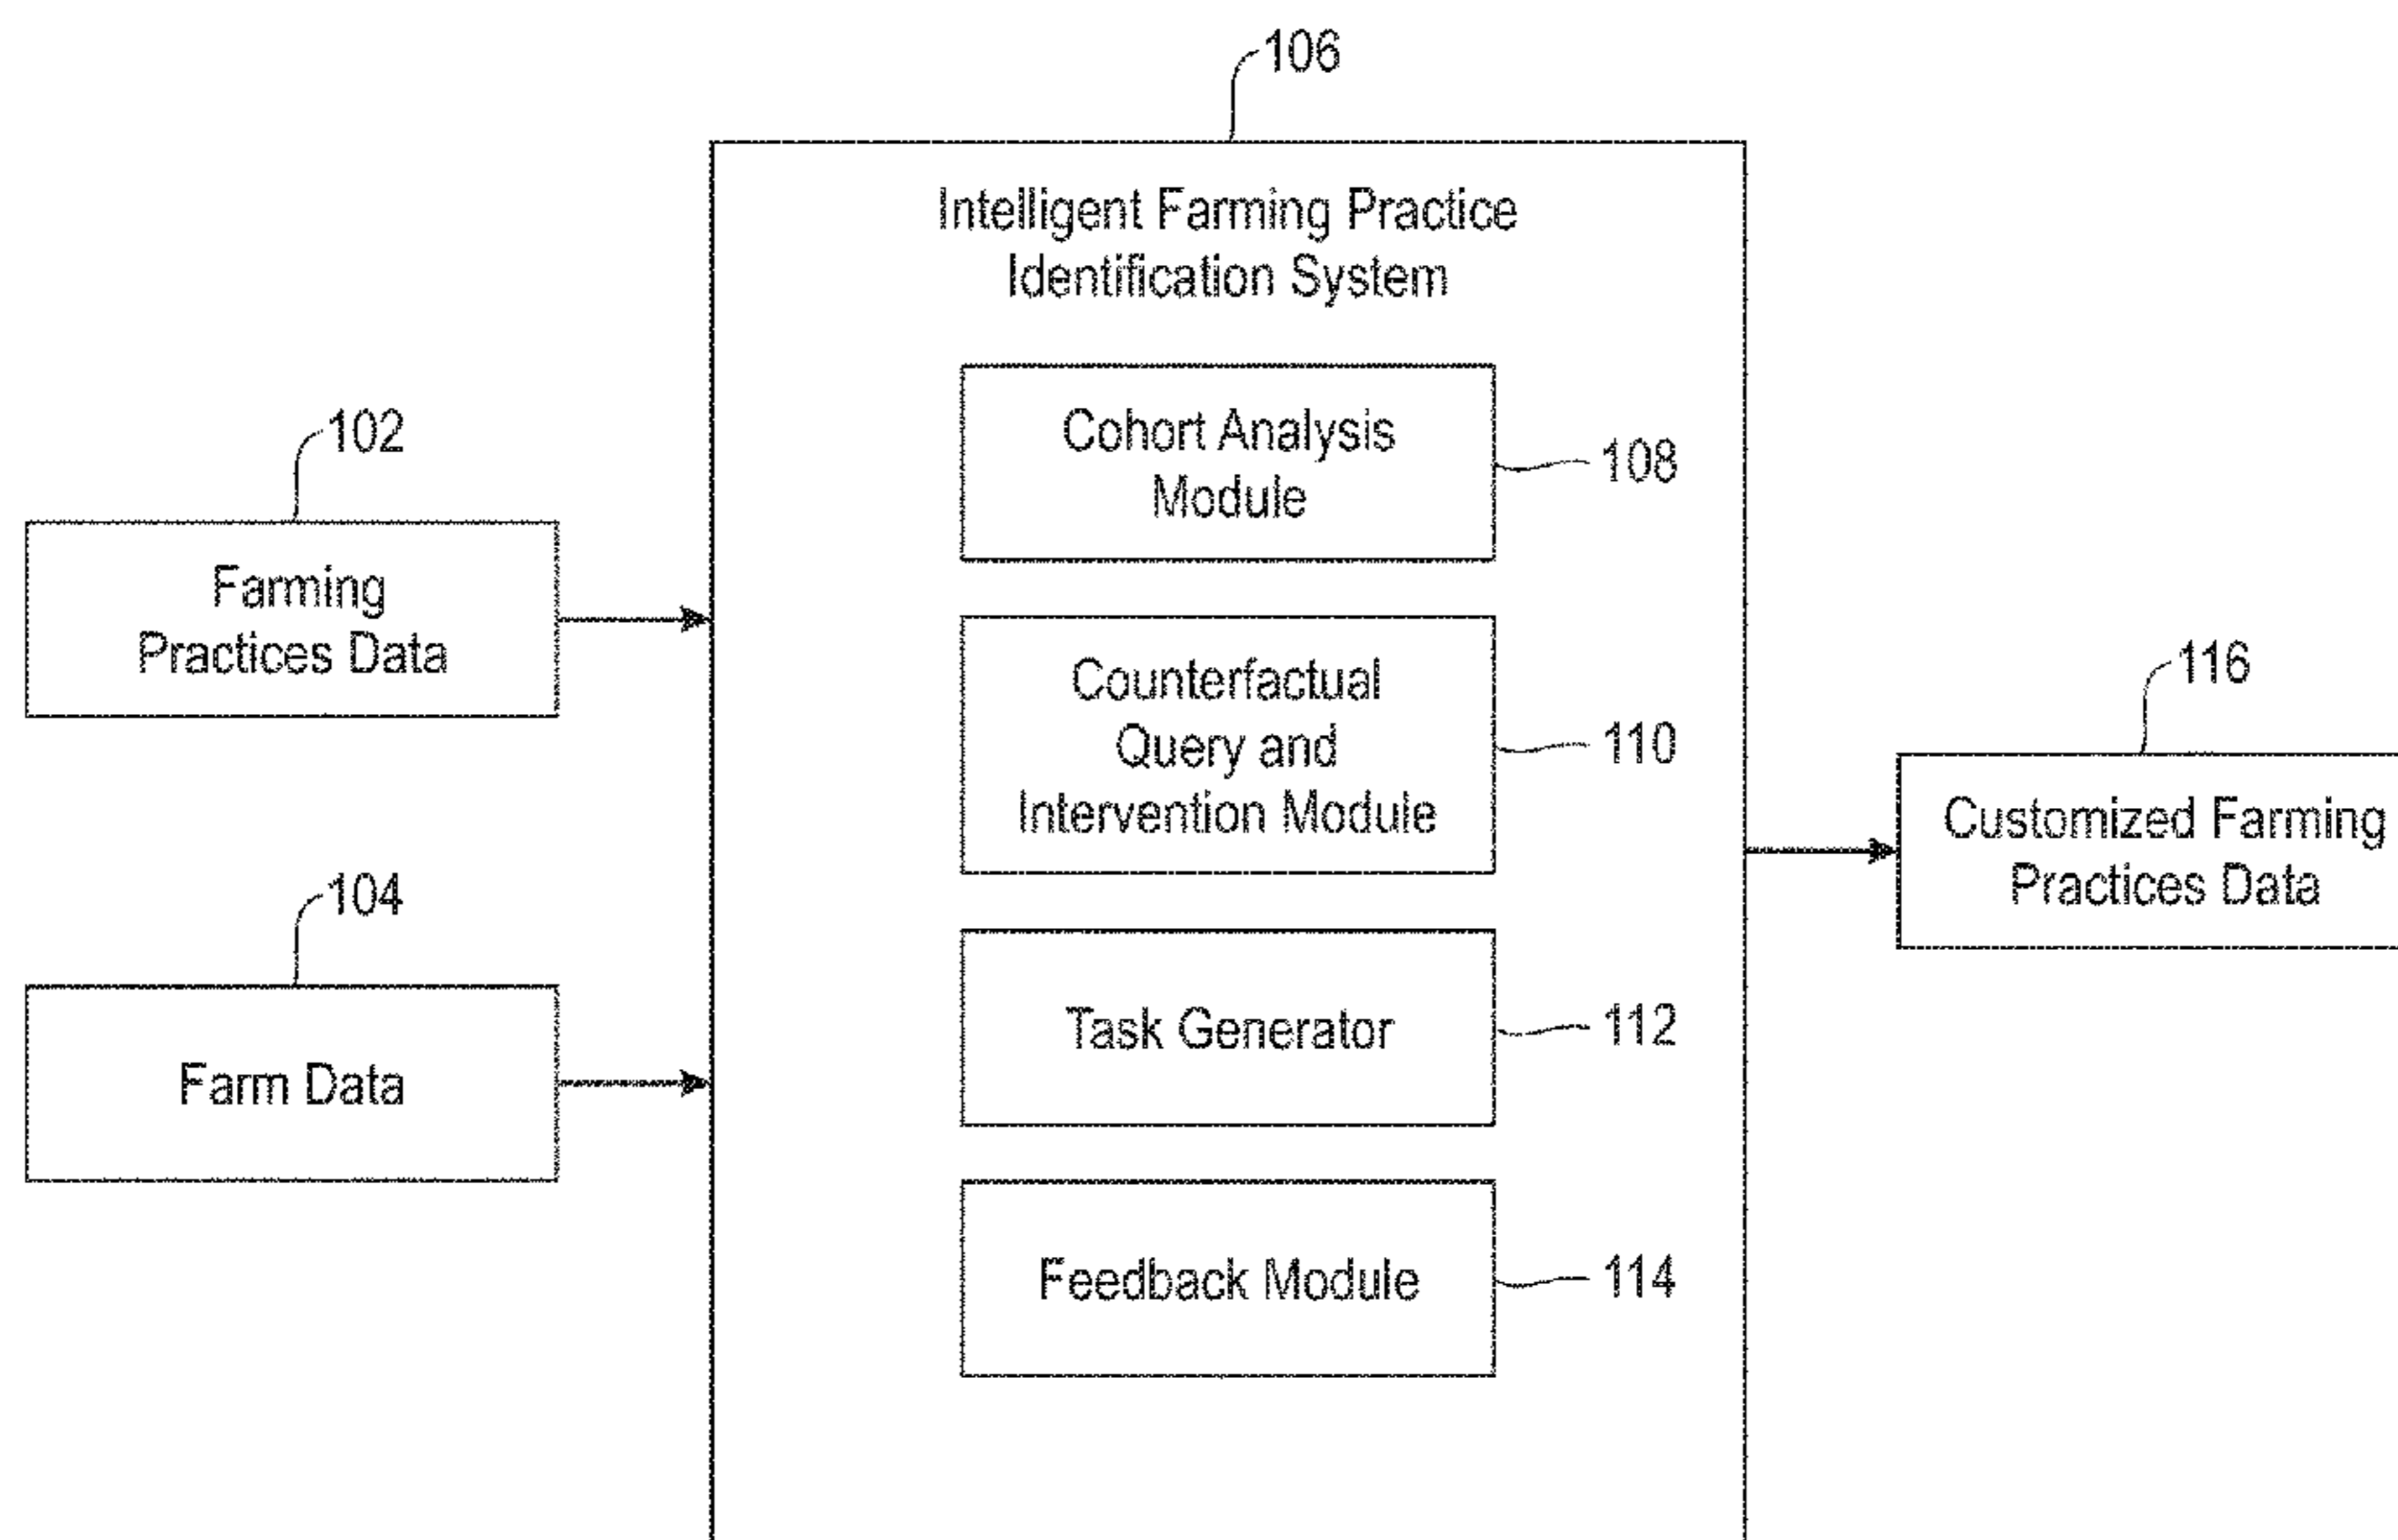 106
Intelligent Farming Practice
Identification System
102
Farming
Practices Data
104
Farm Data
Cohort Analysis
Module
108
Counterfactual
Query and
Intervention Module
110
Task Generator
112
Feedback Module
114
116
Customized Farming
Practices Data